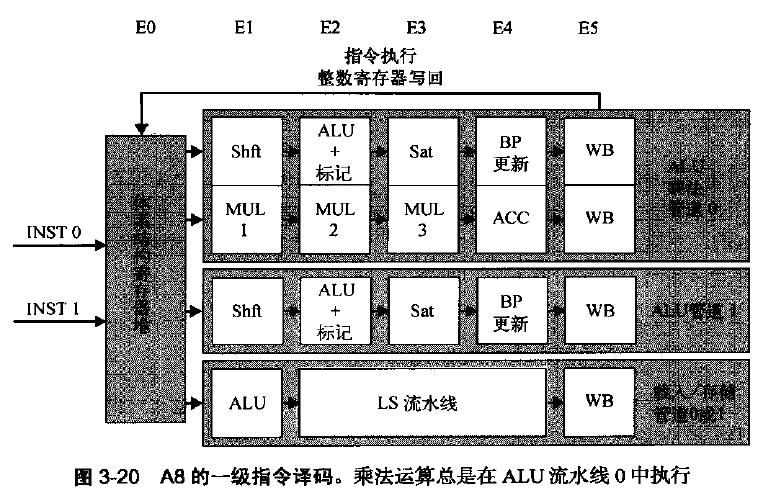 E0 E1 E2 E3 E4 E5
指令执行
整数寄存器写回
INST 0
INST 1
Shft
ALU
+
标记
Sat
BP
更新
WB
MUL
1
MUL
2
MUL
3
ACC
WB
ALU
乘法
管道 0
Shft
ALU
+
标记
Sat
BP
更新
WB
ALU管道 1
ALU
LS 流水线
WB
载入/存储
管道0或1
图 3-20 A8 的一级指令译码。乘法运算总是在 ALU 流水线 0 中执行